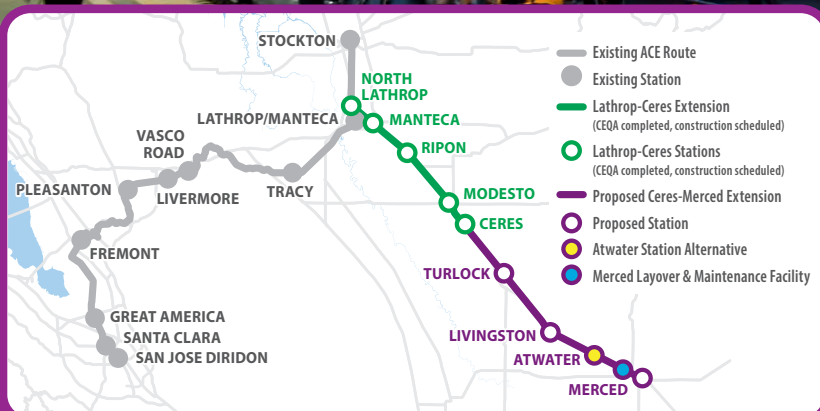 STOCKTON
NORTH
LATHROP
LATHROP/MANTECA
MANTECA
VASCO
ROAD
RIPON
PLEASANTON
LIVERMORE
TRACY
MODESTO
CERES
FREMONT
TURLOCK
GREAT AMERICA
SANTA CLARA
SAN JOSE DIRIDON
LIVINGSTON
ATWATER
MERCED
Existing ACE Route
Existing Station
Lathrop-Ceres Extension
(CEQA completed, construction scheduled)
Lathrop-Ceres Stations
(CEQA completed, construction scheduled)
Proposed Ceres-Merced Extension
Proposed Station
Atwater Station Alternative
Merced Layover & Maintenance Facility